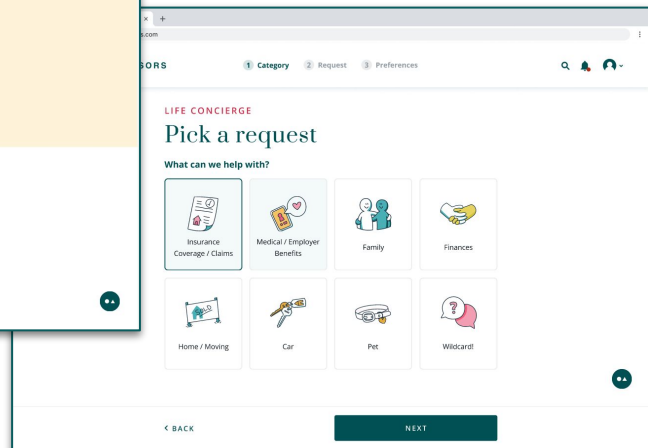 s.com
SORS
1 Category 2 Request 3 Preferences
LIFE CONCIERGE
Pick a request
What can we help with?
Insurance
Coverage / Claims
Medical / Employer
Benefits
Family
Finances
Home / Moving
Car
Pet
Wildcard!
< BACK
NEXT